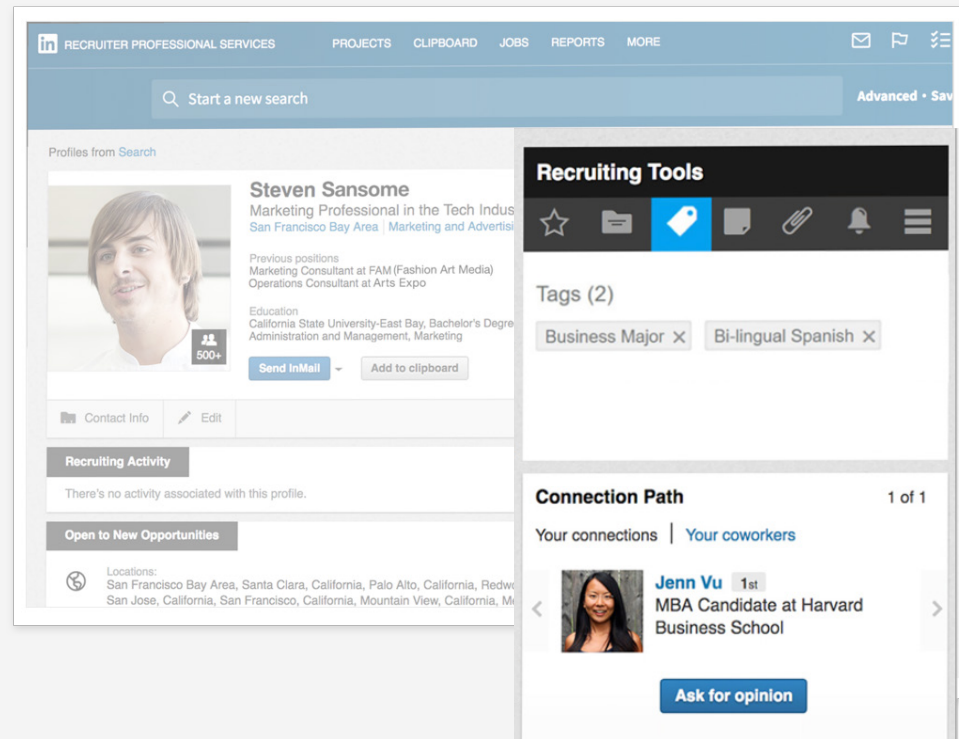 in RECRUITER PROFESSIONAL SERVICES PROJECTS CLIPBOARD JOBS REPORTS MORE
Start a new search
Advanced • Sav
Profiles from Search
Steven Sansome
Marketing Professional in the Tech Indus
San Francisco Bay Area | Marketing and Advertisi
Previous positions
Marketing Consultant at FAM (Fashion Art Media)
Operations Consultant at Arts Expo
Education
California State University-East Bay, Bachelor's Degre
Administration and Management, Marketing
500+
Send InMail Add to clipboard
Contact Info Edit
Recruiting Activity
There's no activity associated with this profile.
Open to New Opportunities
Locations:
San Francisco Bay Area, Santa Clara, California, Palo Alto, California, Redw
San Jose, California, San Francisco, California, Mountain View, California, M
Recruiting Tools
Tags (2)
Business Major × Bi-lingual Spanish ×
Connection Path 1 of 1
Your connections | Your coworkers
Jenn Vu 1st
MBA Candidate at Harvard
Business School
Ask for opinion